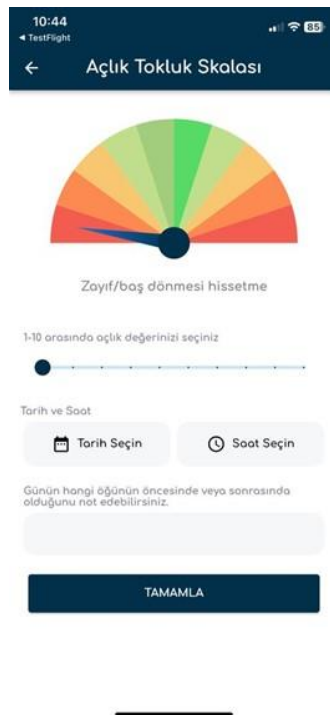 10:44
◄ TestFlight
85
Açlık Tokluk Skalası
Zayıf/baş dönmesi hissetme
1-10 arasında açlık değerinizi seçiniz
Tarih ve Saat
Tarih Seçin
Saat Seçin
Günün hangi öğünün öncesinde veya sonrasında
olduğunu not edebilirsiniz.
TAMAMLA